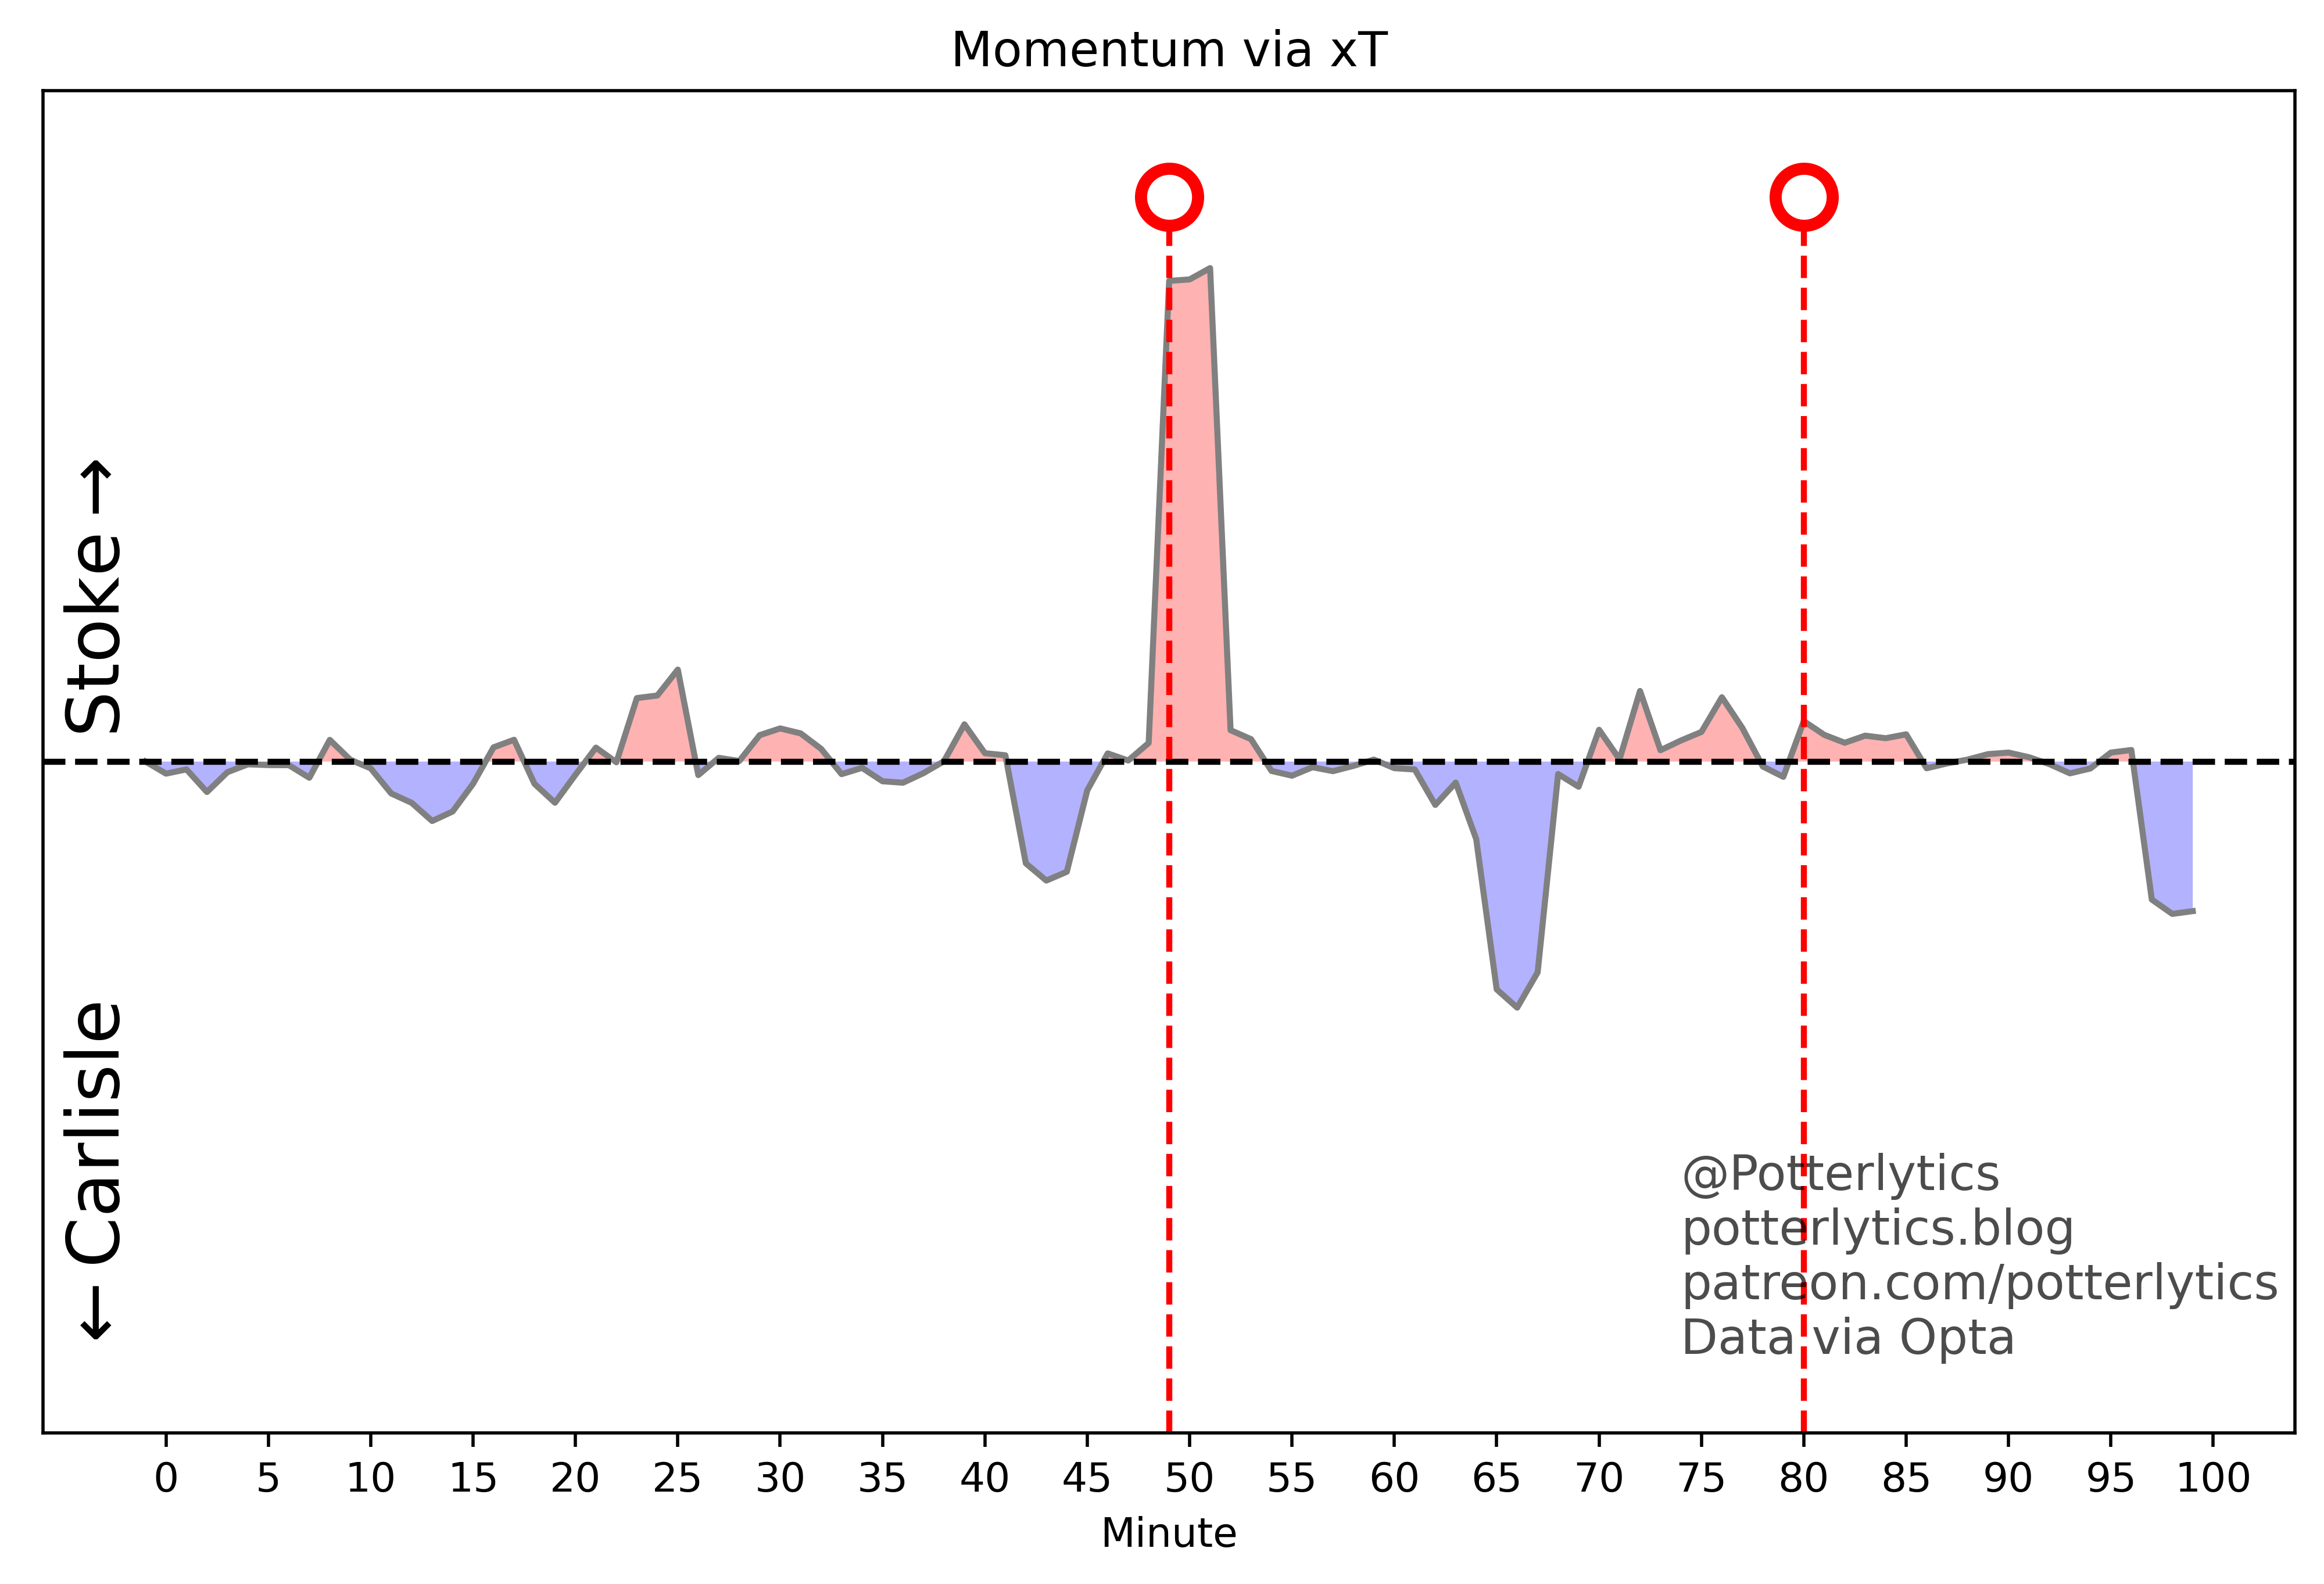 Momentum via xT
Stoke →
← Carlisle
@Potterlytics
potterlytics.blog
patreon.com/potterlytics
Data via Opta
0 5 10 15 20 25 30 35 40 45 50 55 60 65 70 75 80 85 90 95 100
Minute